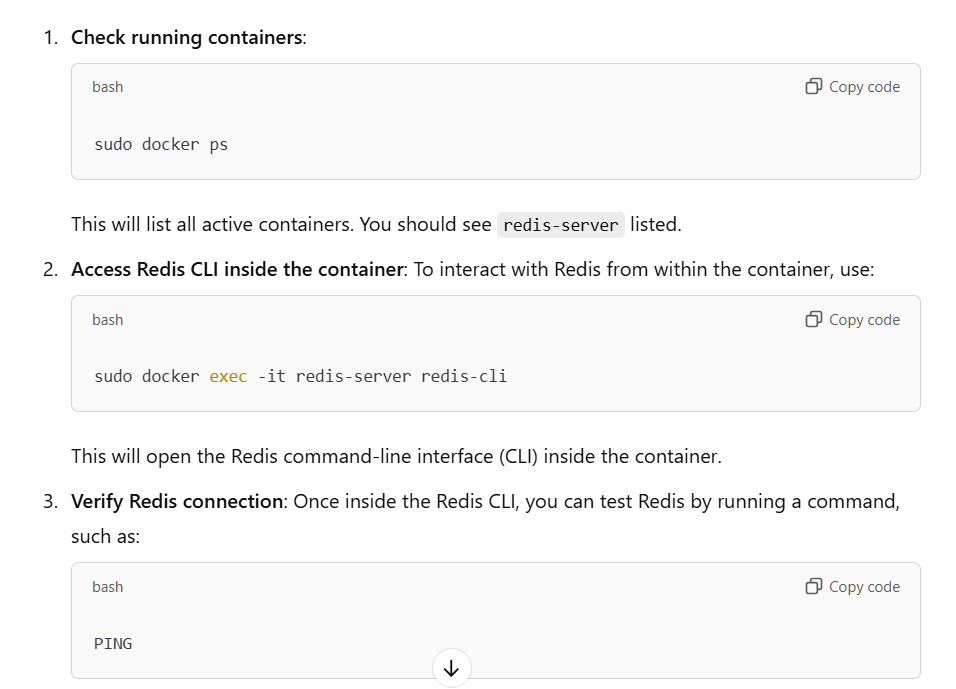 1. Check running containers:
bash
Copy code
sudo docker ps
This will list all active containers. You should see redis-server listed.
2. Access Redis CLI inside the container: To interact with Redis from within the container, use:
bash
Copy code
sudo docker exec -it redis-server redis-cli
This will open the Redis command-line interface (CLI) inside the container.
3. Verify Redis connection: Once inside the Redis CLI, you can test Redis by running a command,
such as:
bash
Copy code
PING